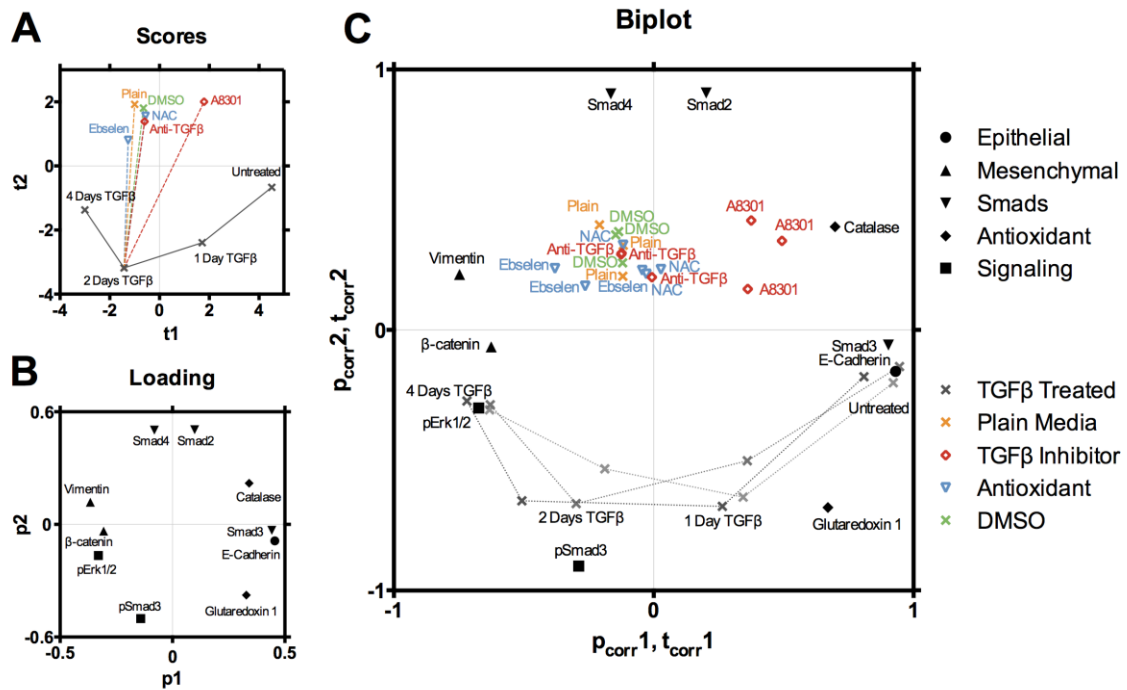 A
Scores
t2
2
0
-2
-4
Plain
DMSO
NAC
A8301
Ebselen
Anti-TGFβ
Untreated
4 Days TGFβ
1 Day TGFβ
2 Days TGFβ
-4
-2
0
2
4
t1
B
Loading
p2
0.6
0
-0.6
Smad4
Smad2
Vimentin
Catalase
β-catenin
Smad3
E-Cadherin
pErk1/2
Glutaredoxin 1
pSmad3
-0.5
0
0.5
p1
C
Biplot
pcorr2, tcorr2
1
0
-1
Smad4
Smad2
Plain
DMSO
DMSO
A8301
A8301
Catalase
NAC
Plain
Anti-TGFβ
Anti-TGFβ
Vimentin
Ebselen
DMSO
NAC
Plain
Anti-TGFβ
Ebselen
Ebselen
NAC
A8301
β-catenin
Smad3
E-Cadherin
4 Days TGFβ
pErk1/2
Untreated
2 Days TGFβ
1 Day TGFβ
Glutaredoxin 1
pSmad3
-1
0
1
pcorr1, tcorr1
Epithelial
Mesenchymal
Smads
Antioxidant
Signaling
TGFβ Treated
Plain Media
TGFβ Inhibitor
Antioxidant
DMSO